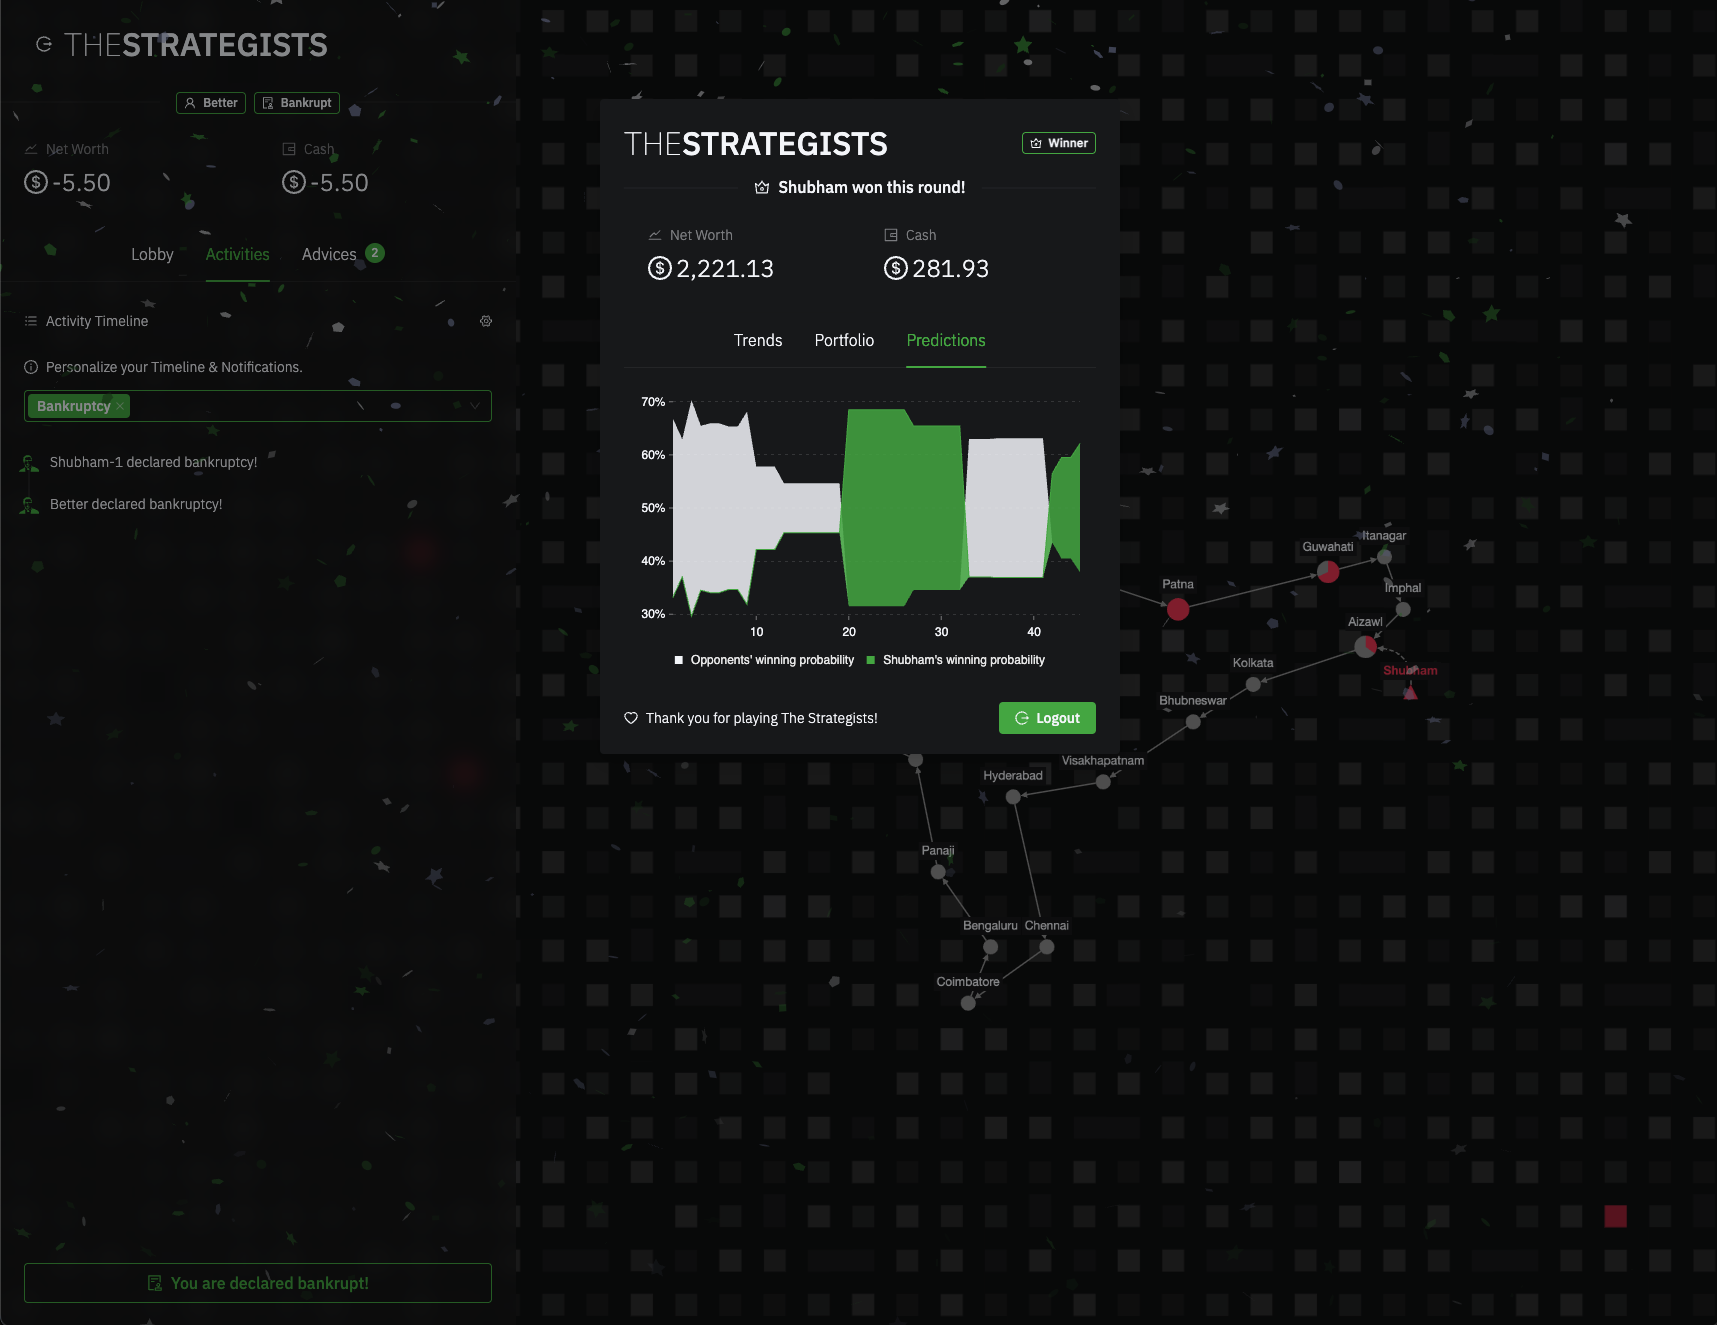 THESTRATEGISTS
Better
Bankrupt
Net Worth
Cash
$ -5.50
$ -5.50
Lobby
Activities
Advices
2
Activity Timeline
Personalize your Timeline & Notifications.
Bankruptcy
Shubham-1 declared bankruptcy!
Better declared bankruptcy!
You are declared bankrupt!
THESTRATEGISTS
Winner
Shubham won this round!
Net Worth
Cash
$ 2,221.13
$ 281.93
Trends
Portfolio
Predictions
70%
60%
50%
40%
30%
10
20
30
40
Opponents' winning probability
Shubham's winning probability
Thank you for playing The Strategists!
Logout
Itanagar
Guwahati
Patna
Imphal
Aizawl
Kolkata
Shubham
Bhubneswar
Visakhapatnam
Hyderabad
Panaji
Bengaluru
Chennai
Coimbatore